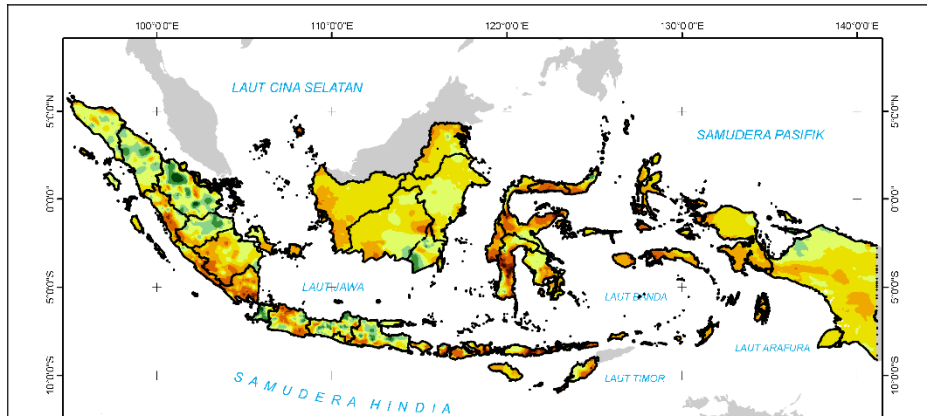 100°0'0"E 110°0'0"E 120°0'0"E 130°0'0"E 140°0'0"E
LAUT CINA SELATAN
5°0'0"N 5°0'0"N
SAMUDERA PASIFIK
0°0'0" 0°0'0"
LAUT JAWA
5°0'0"S 5°0'0"S
LAUT BANDA
LAUT ARAFURA
10°0'0"S 10°0'0"S
LAUT TIMOR
SAMUDERA HINDIA